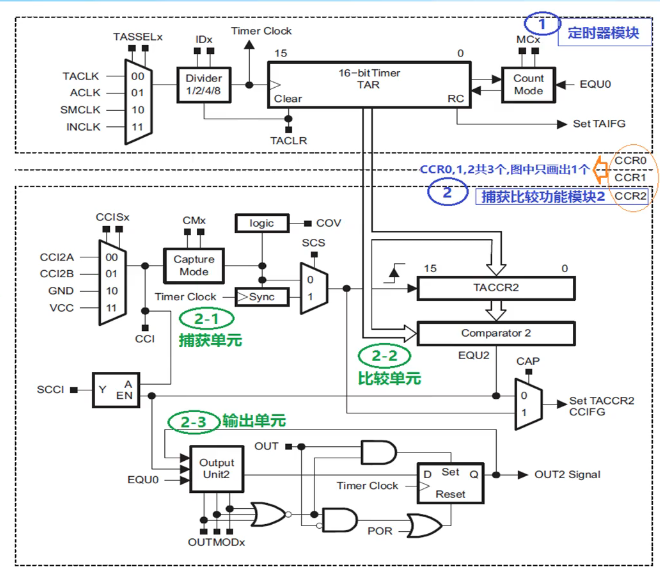 1 定时器模块
TASSELx
IDx
Timer Clock
15
0
MCx
TACLK
ACLK
SMCLK
INCLK
00
01
10
11
Divider
1/2/4/8
16-bit Timer
TAR
Clear
RC
Count
Mode
EQU0
TACLR
Set TAIFG
CCR0,1,2共3个,图中只画出1个
CCR0
CCR1
CCR2
2 捕获比较功能模块2
CCISx
CMx
logic
COV
SCS
CCI2A
CCI2B
GND
VCC
00
01
10
11
Capture
Mode
0
1
15
0
TACCR2
Timer Clock
Sync
2-1
捕获单元
CCI
Comparator 2
2-2
比较单元
EQU2
CAP
SCCI
Y
A
EN
0
1
Set TACCR2
CCIFG
2-3 输出单元
OUT
EQU0
Output
Unit2
Timer Clock
D
Set
Q
Reset
OUT2 Signal
POR
OUTMODx